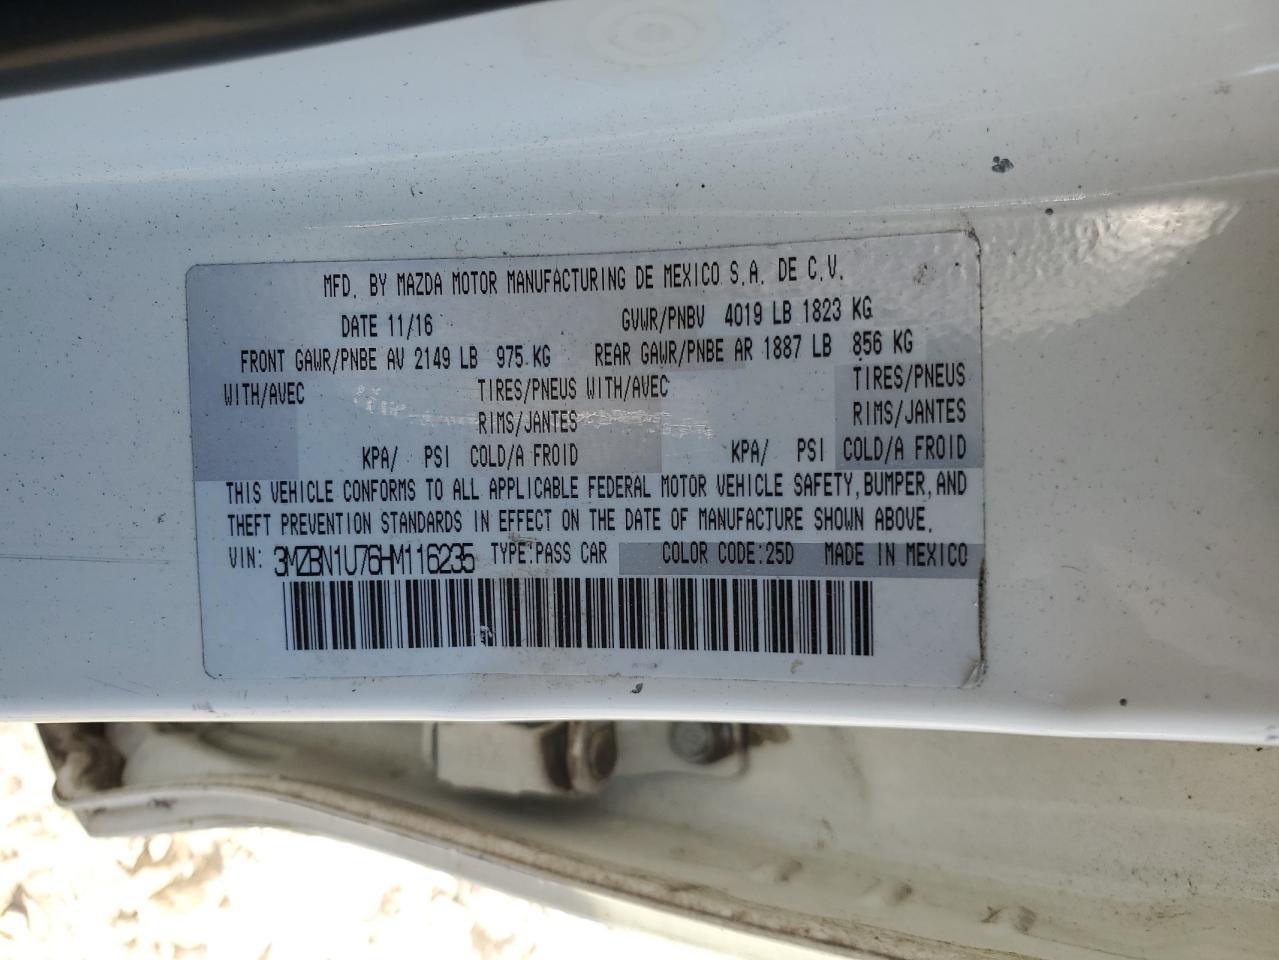 MFD. BY MAZDA MOTOR MANUFACTURING DE MEXICO S.A. DE C.V.
DATE 11/16 GVWR/PNBV 4019 LB 1823 KG
FRONT GAWR/PNBE AV 2149 LB 975 KG REAR GAWR/PNBE AR 1887 LB 856 KG
WITH/AVEC TIRES/PNEUS WITH/AVEC TIRES/PNEUS
RIMS/JANTES RIMS/JANTES
KPA/ PSI COLD/A FROID KPA/ PSI COLD/A FROID
THIS VEHICLE CONFORMS TO ALL APPLICABLE FEDERAL MOTOR VEHICLE SAFETY, BUMPER, AND
THEFT PREVENTION STANDARDS IN EFFECT ON THE DATE OF MANUFACTURE SHOWN ABOVE.
VIN: 3MZBN1U76HM116235 TYPE:PASS CAR COLOR CODE:25D MADE IN MEXICO